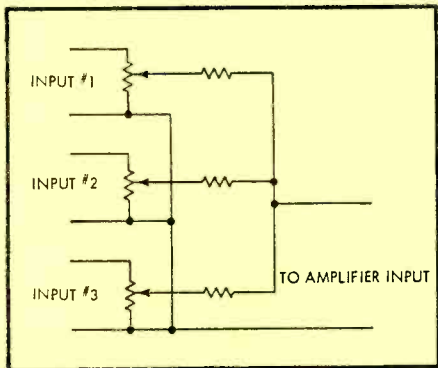 INPUT #1
INPUT #2
TO AMPLIFIER INPUT
INPUT #3